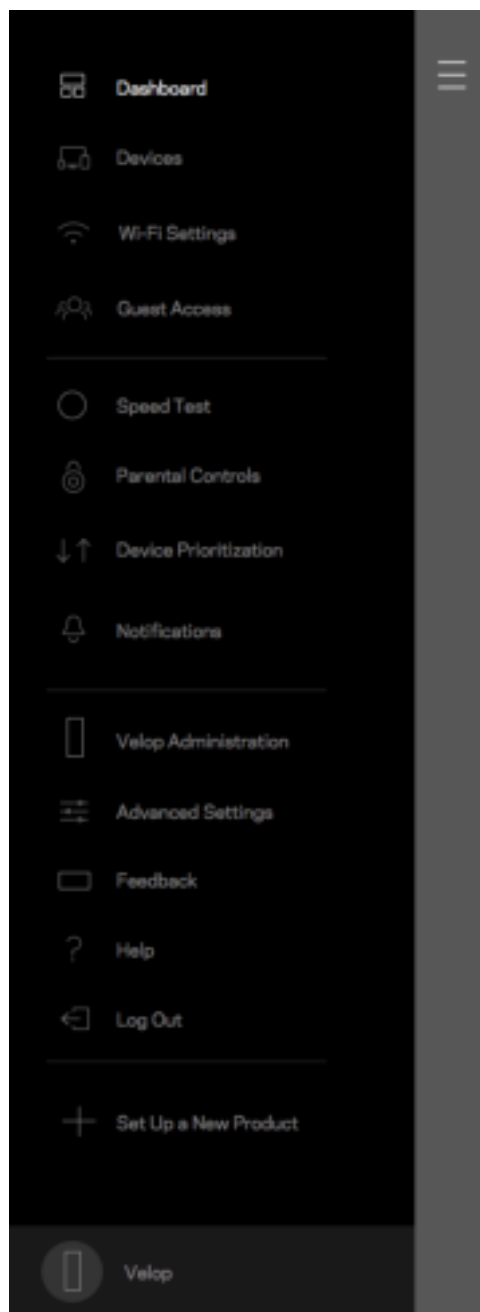 Dashboard
Devices
Wi-Fi Settings
Guest Access
Speed Test
Parental Controls
Device Prioritization
Notifications
Velop Administration
Advanced Settings
Feedback
Help
Log Out
Set Up a New Product
Velop